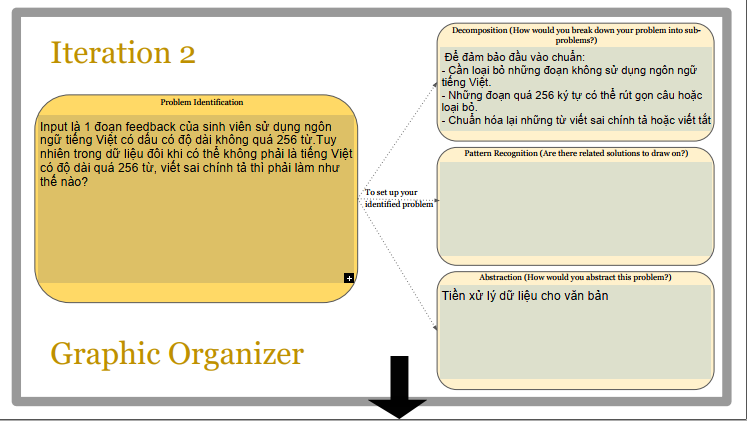 Iteration 2
Problem Identification
Input là 1 đoạn feedback của sinh viên sử dụng ngôn
ngữ tiếng Việt có dấu có độ dài không quá 256 từ.Tuy
nhiên trong dữ liệu đôi khi có thể không phải là tiếng Việt
có độ dài quá 256 từ, viết sai chính tả thì phải làm như
thế nào?
Graphic Organizer
To set up your
identified problem
Decomposition (How would you break down your problem into sub-
problems?)
Để đảm bảo đầu vào chuẩn:
- Cần loại bỏ những đoạn không sử dụng ngôn ngữ
tiếng Việt.
- Những đoạn quá 256 ký tự có thể rút gọn câu hoặc
loại bỏ.
- Chuẩn hóa lại những từ viết sai chính tả hoặc viết tắt
Pattern Recognition (Are there related solutions to draw on?)
Abstraction (How would you abstract this problem?)
Tiền xử lý dữ liệu cho văn bản